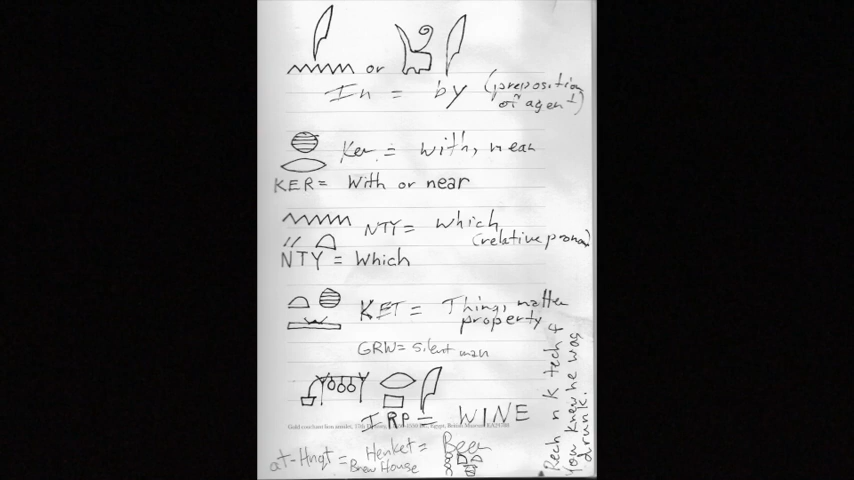 or
In = by (preposition
of agent)
Ker = with, near
KER = With or near
NTY = which
(relative pronoun)
NTY = Which
KET = Thing, matter
property
GRW = silent man
IRP = WINE
at-Hnqt = Henket = Beer
Brew House
Rech n k tech +
You knew he was
drunk.